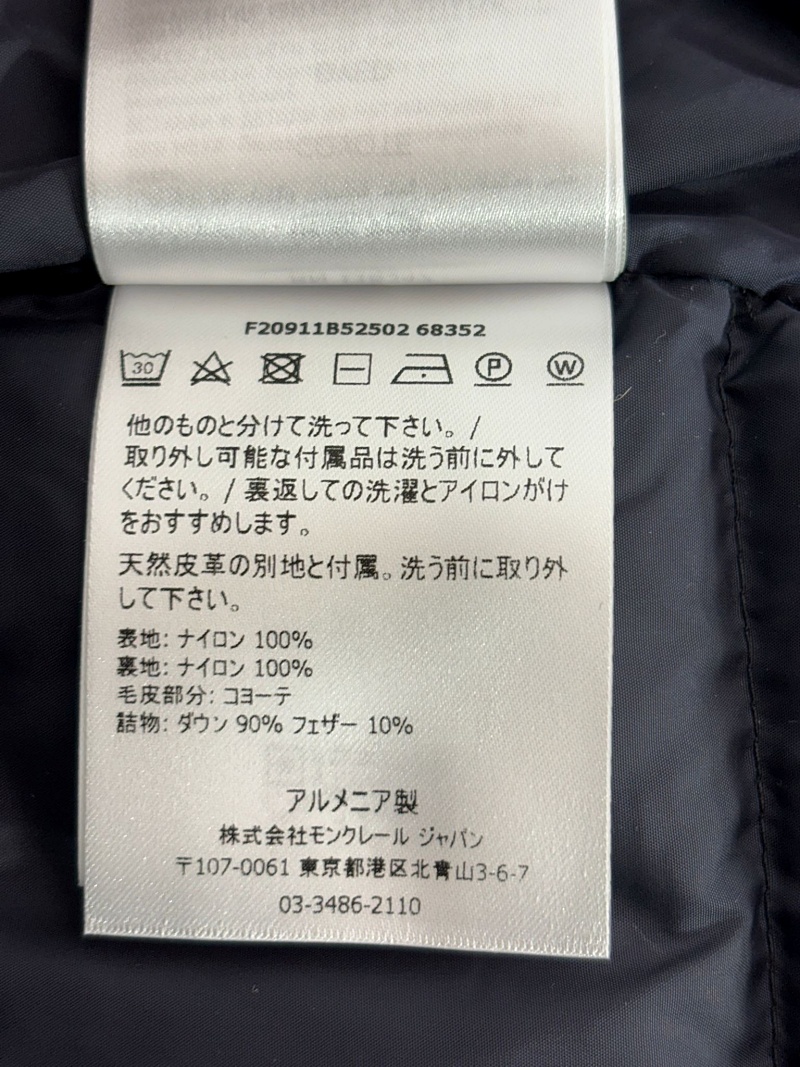 F20911B52502 68352
30 P W
他のものと分けて洗って下さい。/
取り外し可能な付属品は洗う前に外して
ください。/ 裏返しての洗濯とアイロンがけ
をおすすめします。
天然皮革の別地と付属。洗う前に取り外
して下さい。
表地: ナイロン 100%
裏地: ナイロン 100%
毛皮部分: コヨーテ
詰物: ダウン 90% フェザー 10%
アルメニア製
株式会社モンクレール ジャパン
〒107-0061 東京都港区北青山3-6-7
03-3486-2110